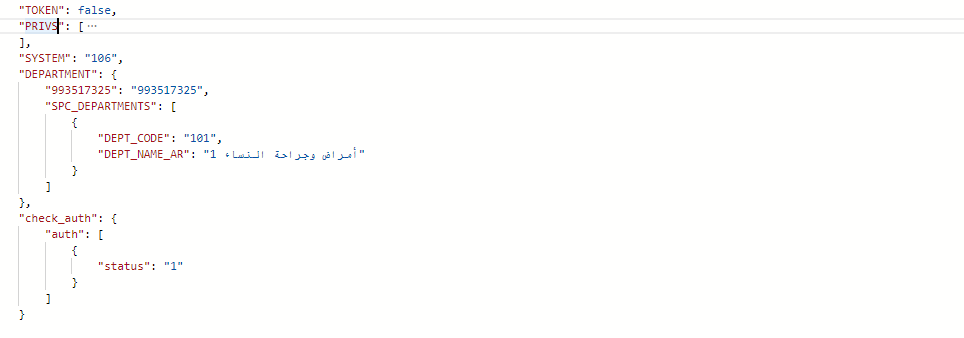 "TOKEN": false,
"PRIVS": [ ...
],
"SYSTEM": "106",
"DEPARTMENT": {
"993517325": "993517325",
"SPC_DEPARTMENTS": [
{
"DEPT_CODE": "101",
"DEPT_NAME_AR": "أمراض وجراحة النساء 1"
}
]
},
"check_auth": {
"auth": [
{
"status": "1"
}
]
}